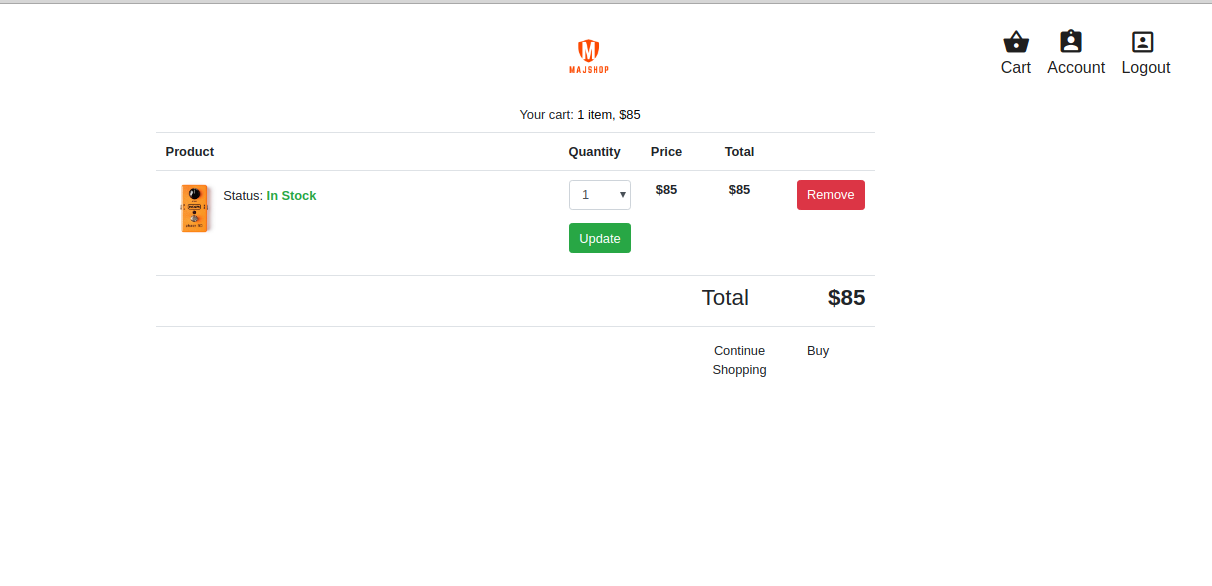 MAJSHOP
Cart Account Logout
Your cart: 1 item, $85
Product Quantity Price Total
Status: In Stock 1 $85 $85 Remove
Update
Total $85
Continue Buy
Shopping